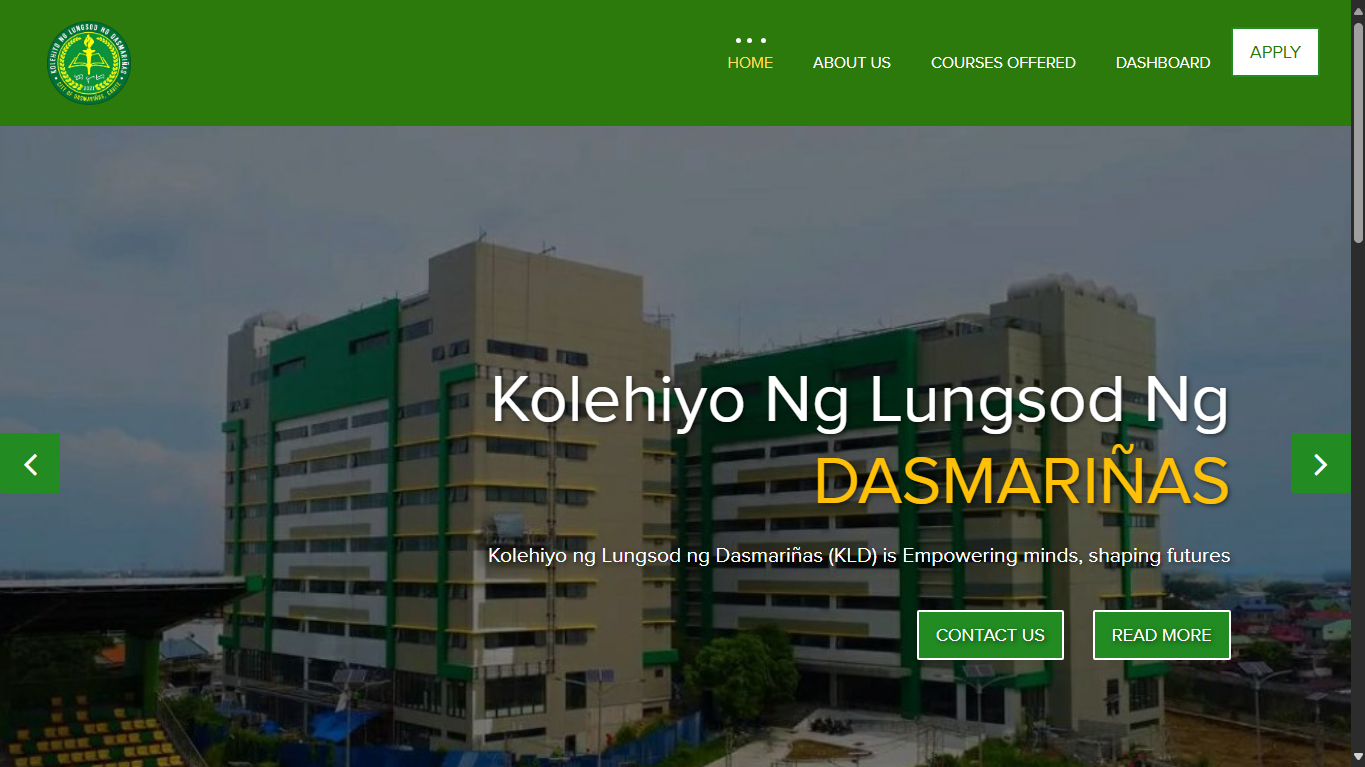 KOLEHIYO NG LUNGSOD NG DASMARIÑAS
CITY OF DASMARIÑAS, CAVITE
HOME
ABOUT US
COURSES OFFERED
DASHBOARD
APPLY
Kolehiyo Ng Lungsod Ng
DASMARIÑAS
Kolehiyo ng Lungsod ng Dasmariñas (KLD) is Empowering minds, shaping futures
CONTACT US
READ MORE